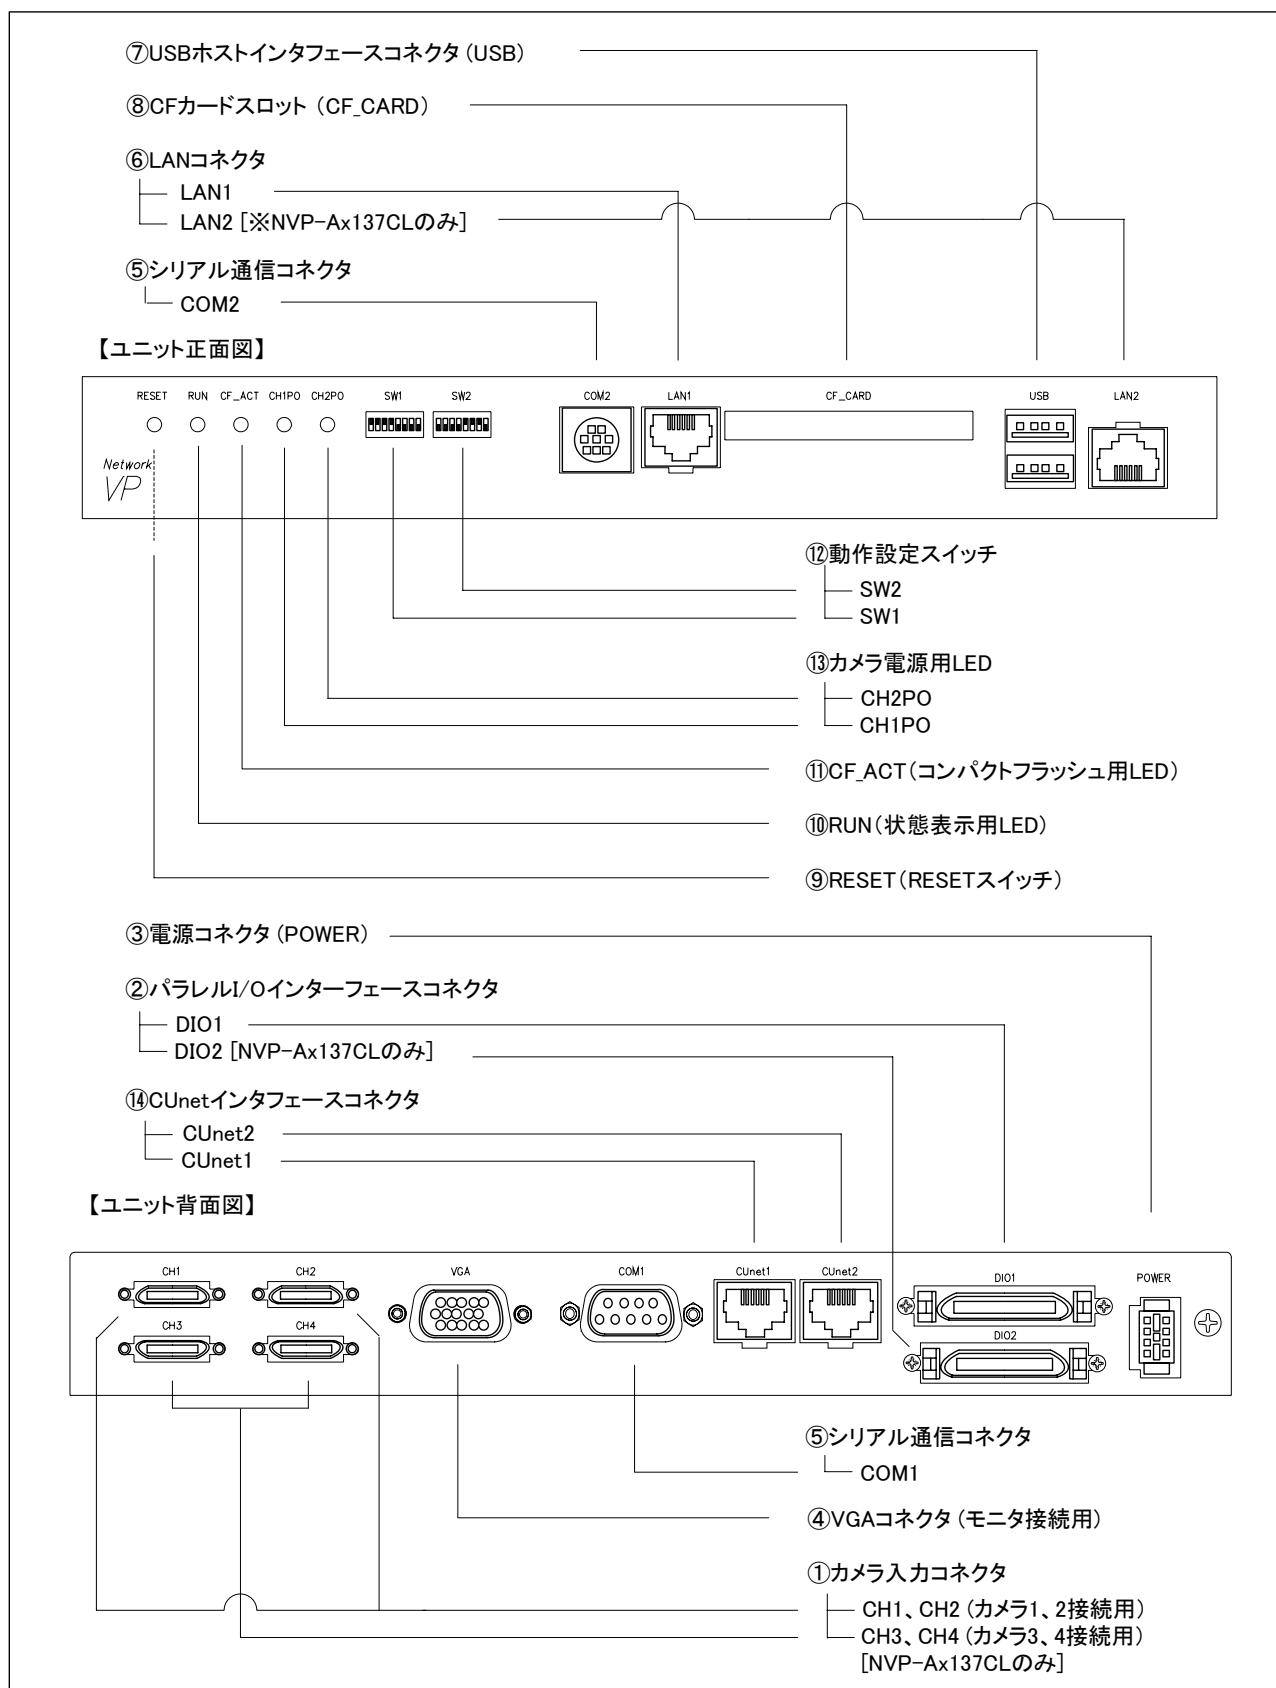 ⑦USBホストインタフェースコネクタ(USB)
⑧CFカードスロット(CF_CARD)
⑥LANコネクタ
LAN1
LAN2[※NVP-Ax137CLのみ]
⑤シリアル通信コネクタ
COM2
【ユニット正面図】
RESET RUN CF_ACT CH1PO CH2PO SW1 SW2 COM2 LAN1 CF_CARD USB LAN2
Network
VP
⑫動作設定スイッチ
SW2
SW1
⑬カメラ電源用LED
CH2PO
CH1PO
⑪CF_ACT(コンパクトフラッシュ用LED)
⑩RUN(状態表示用LED)
⑨RESET(RESETスイッチ)
③電源コネクタ(POWER)
②パラレルI/Oインターフェースコネクタ
DIO1
DIO2[NVP-Ax137CLのみ]
⑭CUnetインタフェースコネクタ
CUnet2
CUnet1
【ユニット背面図】
CH1 CH2 VGA COM1 CUnet1 CUnet2 DIO1 POWER
CH3 CH4 DIO2
⑤シリアル通信コネクタ
COM1
④VGAコネクタ(モニタ接続用)
①カメラ入力コネクタ
CH1、CH2(カメラ1、2接続用)
CH3、CH4(カメラ3、4接続用)
[NVP-Ax137CLのみ]